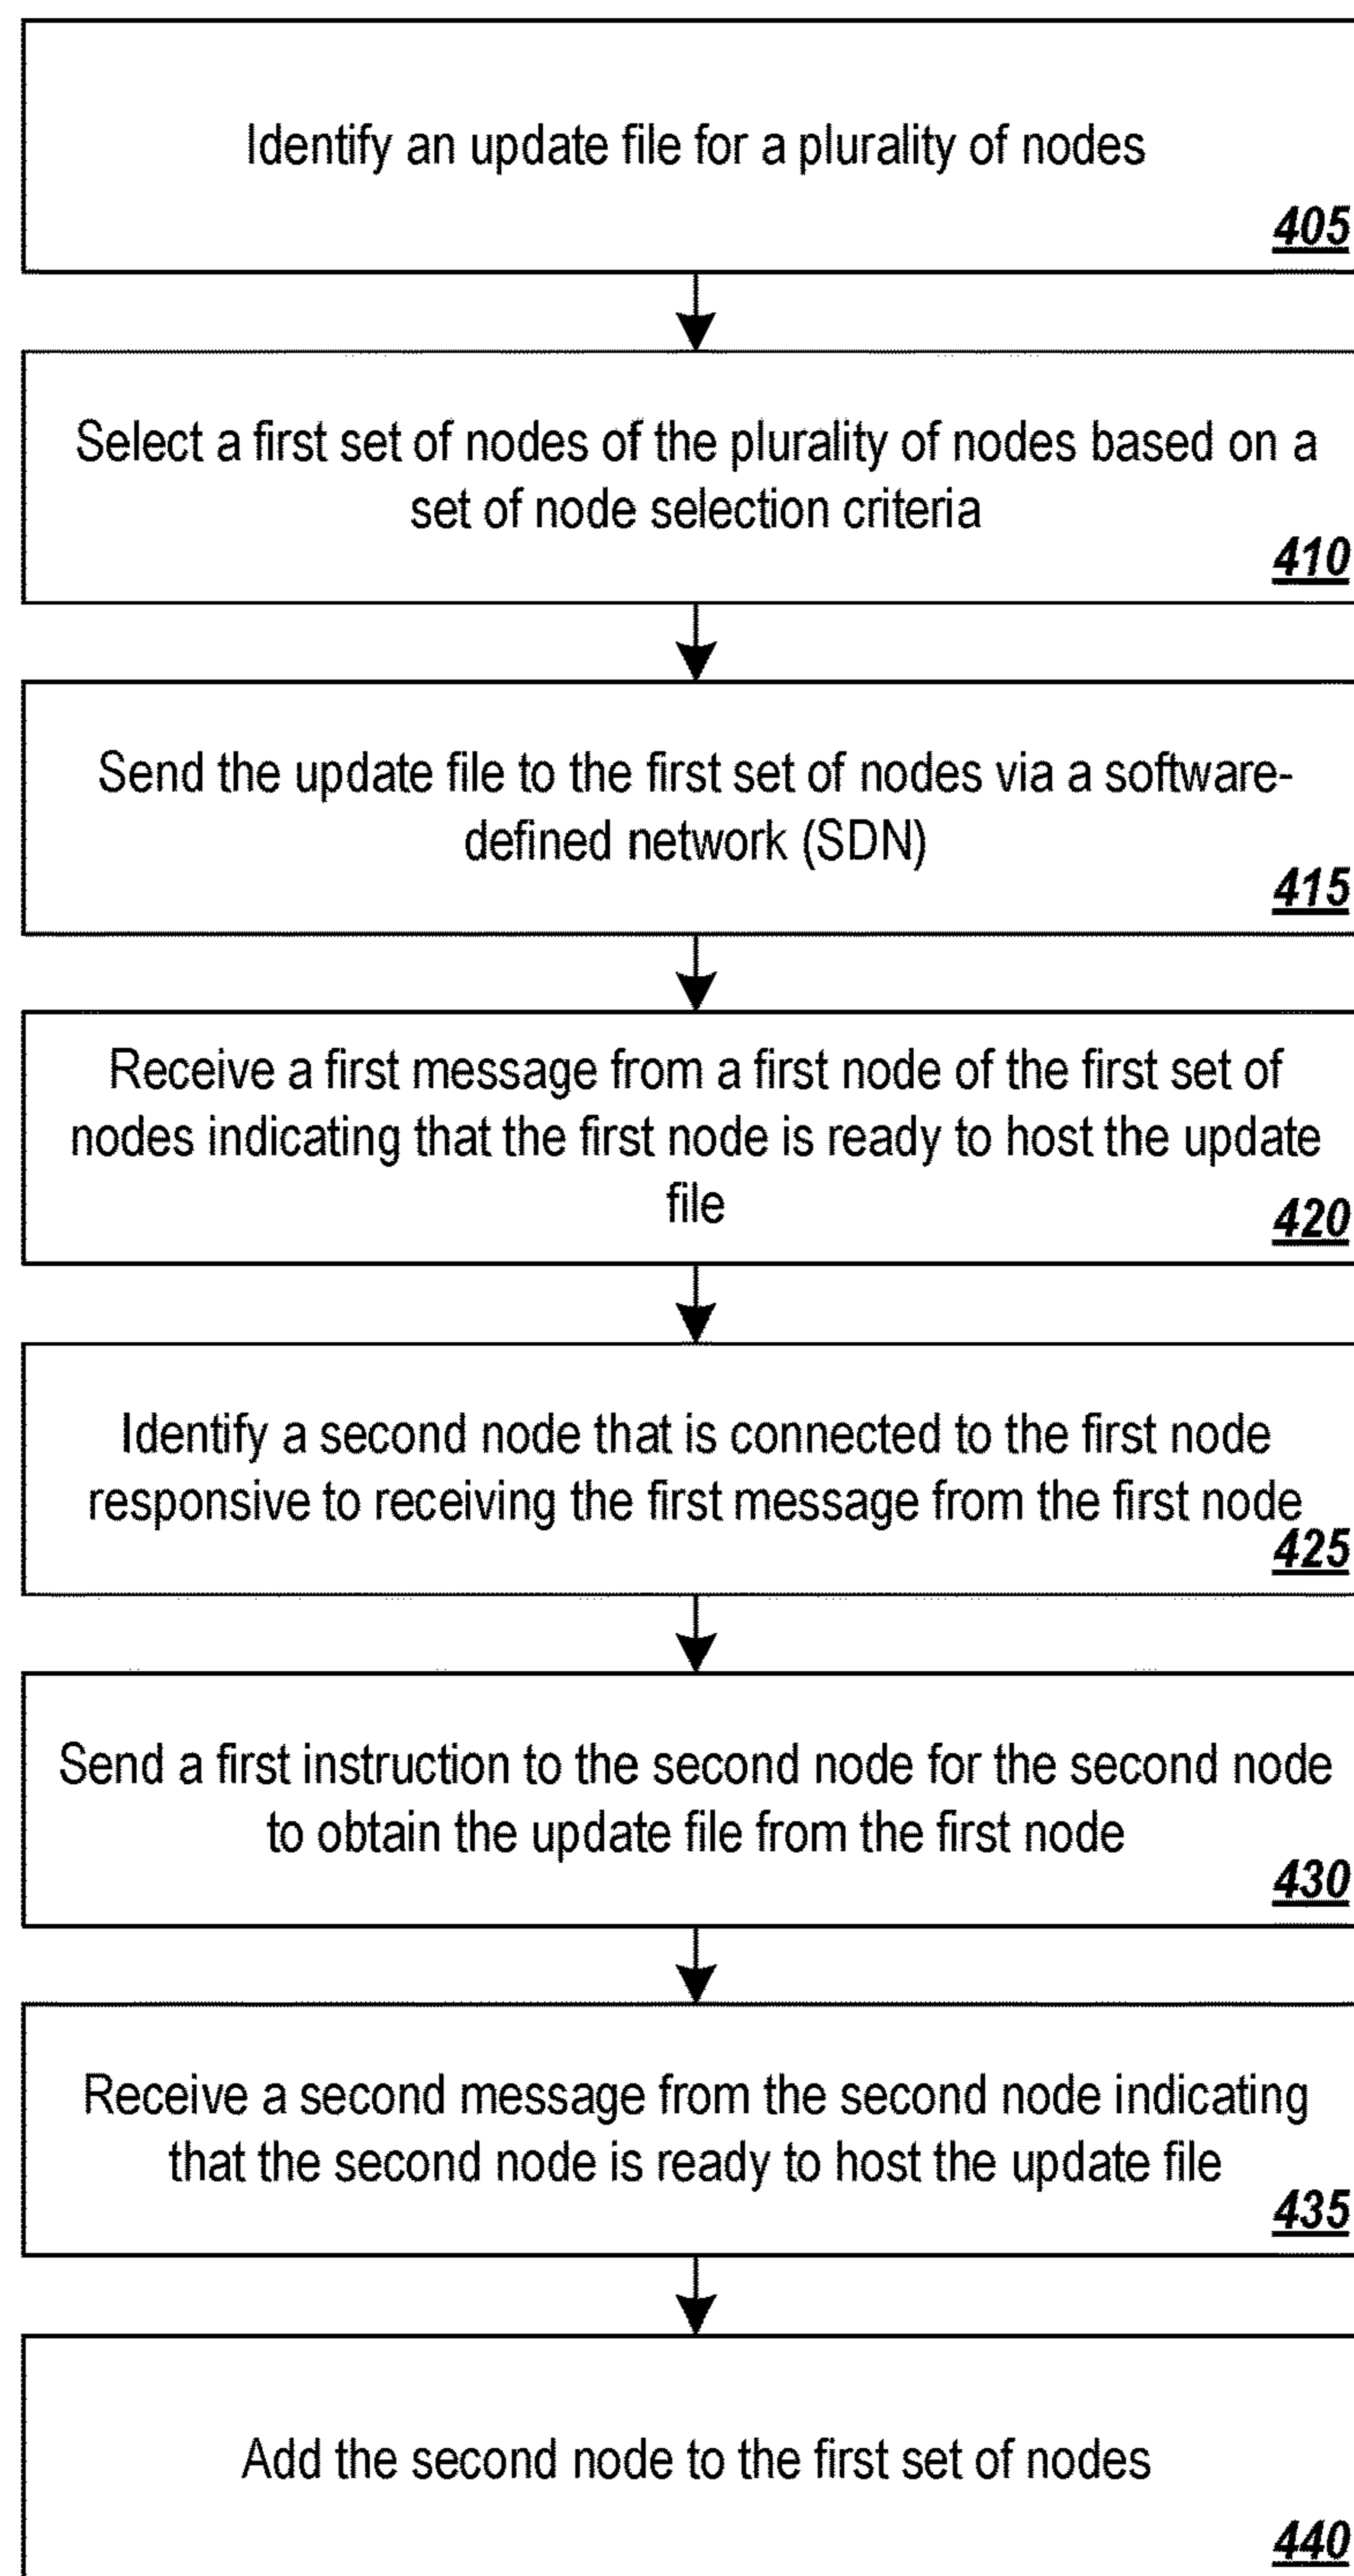 Identify an update file for a plurality of nodes
405
Select a first set of nodes of the plurality of nodes based on a
set of node selection criteria
410
Send the update file to the first set of nodes via a software-
defined network (SDN)
415
Receive a first message from a first node of the first set of
nodes indicating that the first node is ready to host the update
file
420
Identify a second node that is connected to the first node
responsive to receiving the first message from the first node
425
Send a first instruction to the second node for the second node
to obtain the update file from the first node
430
Receive a second message from the second node indicating
that the second node is ready to host the update file
435
Add the second node to the first set of nodes
440